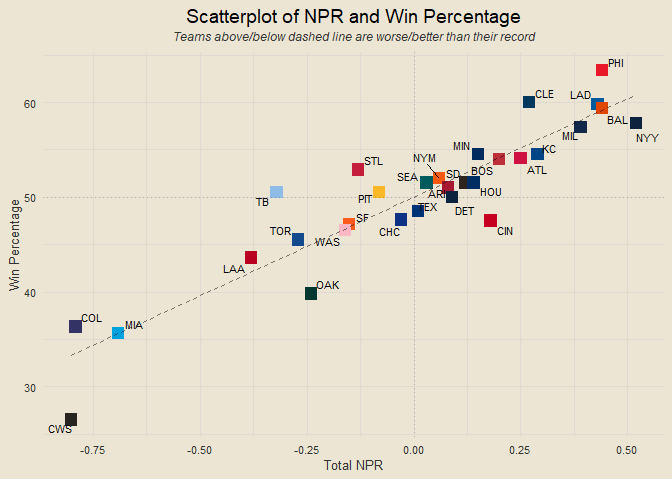 Scatterplot of NPR and Win Percentage
Teams above/below dashed line are worse/better than their record
PHI
CLE
LAD
60
BAL
MIL
NYY
MIN
KC
STL
NYM
BOS
ATL
SEA
SD
TB
PIT
ARI
HOU
50
TEX
DET
SF
CIN
TOR
WAS
CHC
LAA
OAK
40
COL
MIA
30
CWS
Win Percentage
-0.75
-0.50
-0.25
0.00
0.25
0.50
Total NPR